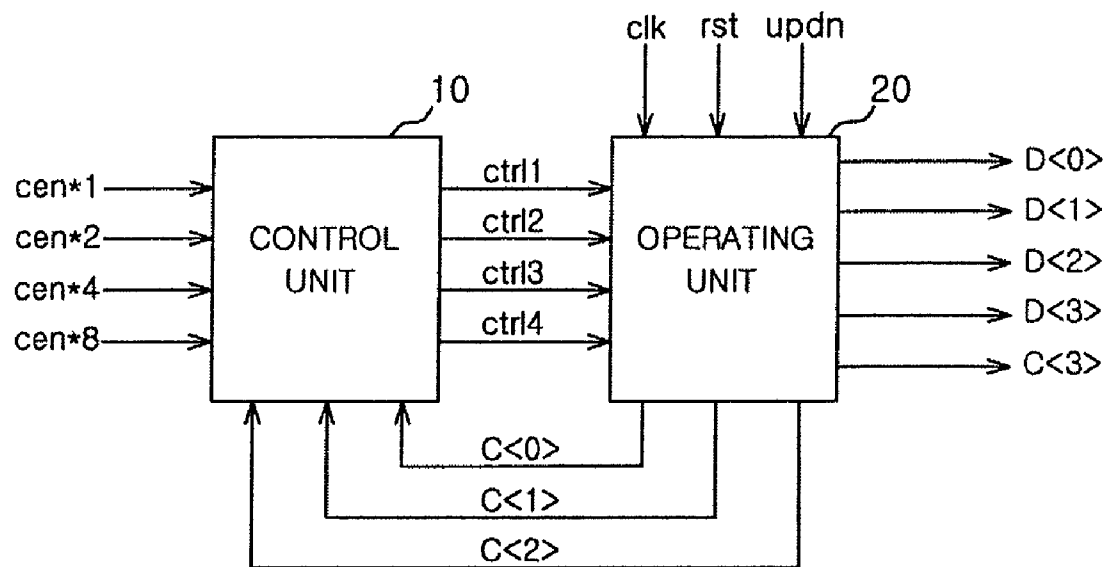 clk rst updn
10 20
cen*1
cen*2
cen*4
cen*8
CONTROL
UNIT
ctrl1
ctrl2
ctrl3
ctrl4
OPERATING
UNIT
D<0>
D<1>
D<2>
D<3>
C<3>
C<0>
C<1>
C<2>